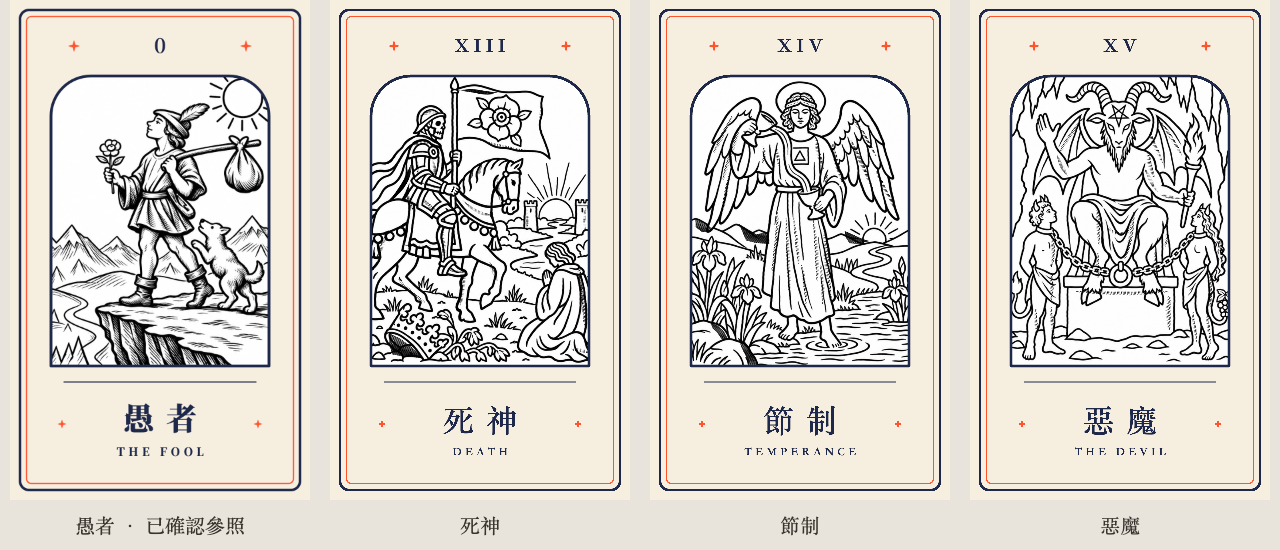 0
愚者
THE FOOL
愚者 · 已確認參照
XIII
死神
DEATH
死神
XIV
節制
TEMPERANCE
節制
XV
惡魔
THE DEVIL
惡魔